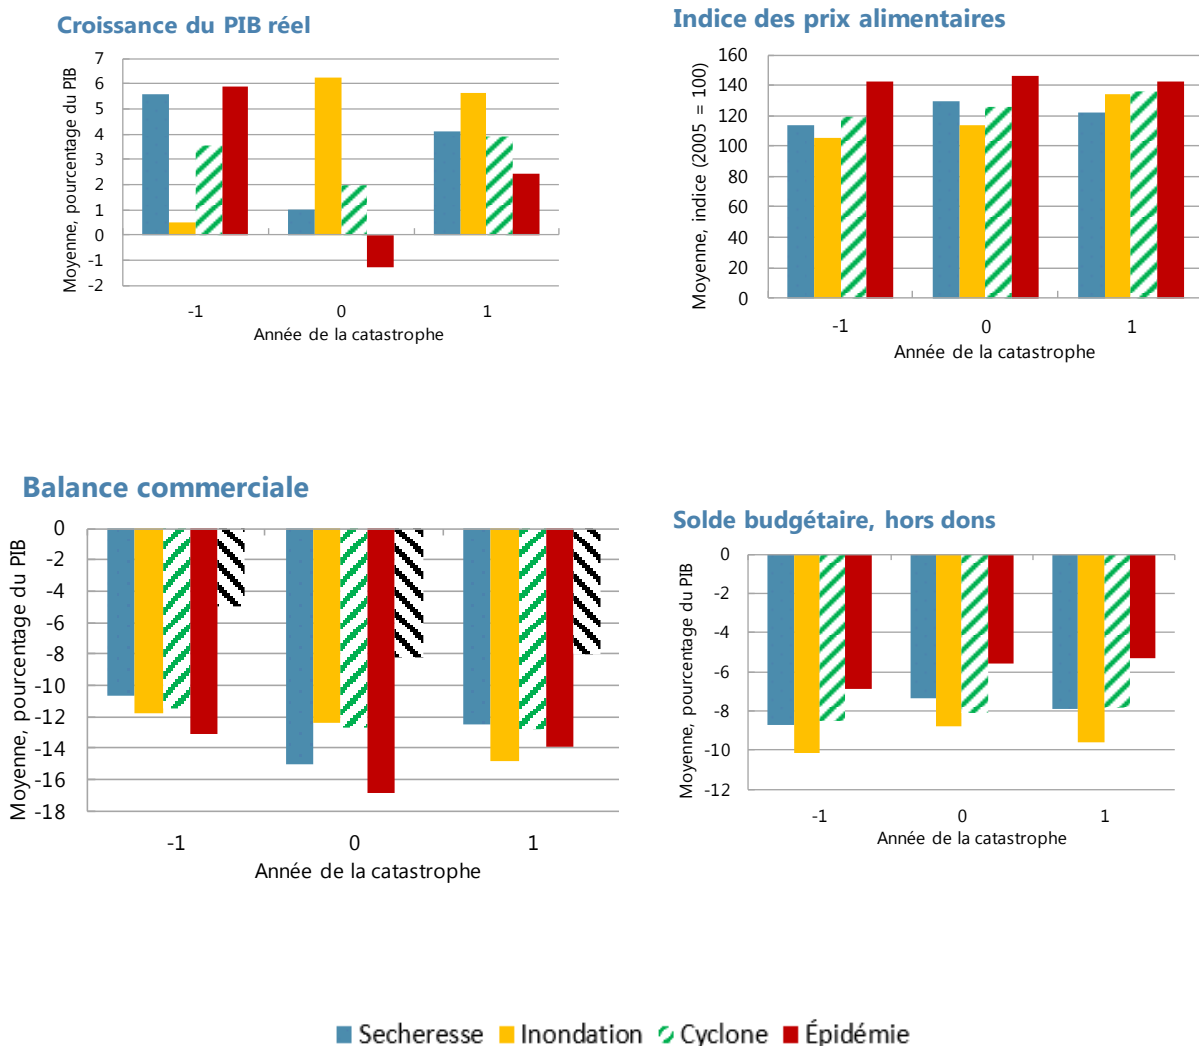 Croissance du PIB réel
Moyenne, pourcentage du PIB
7
6
5
4
3
2
1
0
-1
-2
-1 0 1
Année de la catastrophe
Indice des prix alimentaires
Moyenne, indice (2005 = 100)
160
140
120
100
80
60
40
20
0
-1 0 1
Année de la catastrophe
Balance commerciale
Moyenne, pourcentage du PIB
0
-2
-4
-6
-8
-10
-12
-14
-16
-18
-1 0 1
Année de la catastrophe
Solde budgétaire, hors dons
Moyenne, pourcentage du PIB
0
-2
-4
-6
-8
-10
-12
-1 0 1
Année de la catastrophe
Secheresse Inondation Cyclone Épidémie